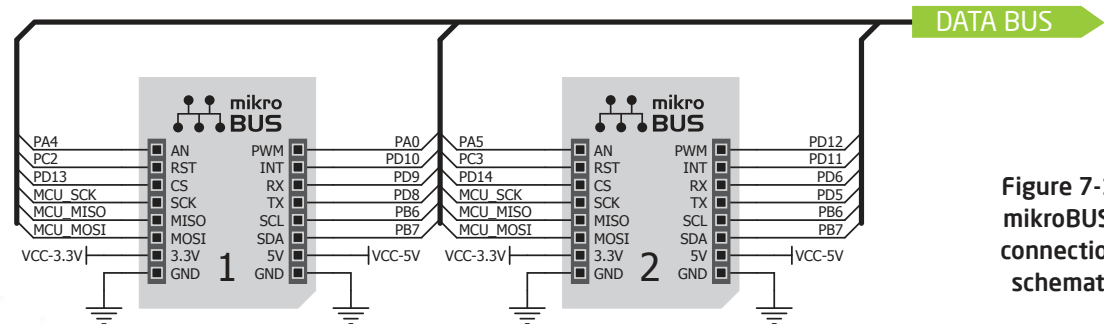 DATA BUS
mikro
BUS
PA4 AN PWM PA0
PC2 RST INT PD10
PD13 CS RX PD9
MCU_SCK SCK TX PD8
MCU_MISO MISO SCL PB6
MCU_MOSI MOSI SDA PB7
VCC-3.3V 3.3V 5V VCC-5V
GND 1 GND
mikro
BUS
PA5 AN PWM PD12
PC3 RST INT PD11
PD14 CS RX PD6
MCU_SCK SCK TX PD5
MCU_MISO MISO SCL PB6
MCU_MOSI MOSI SDA PB7
VCC-3.3V 3.3V 5V VCC-5V
GND 2 GND
Figure 7-
mikroBUS
connectio
schemat